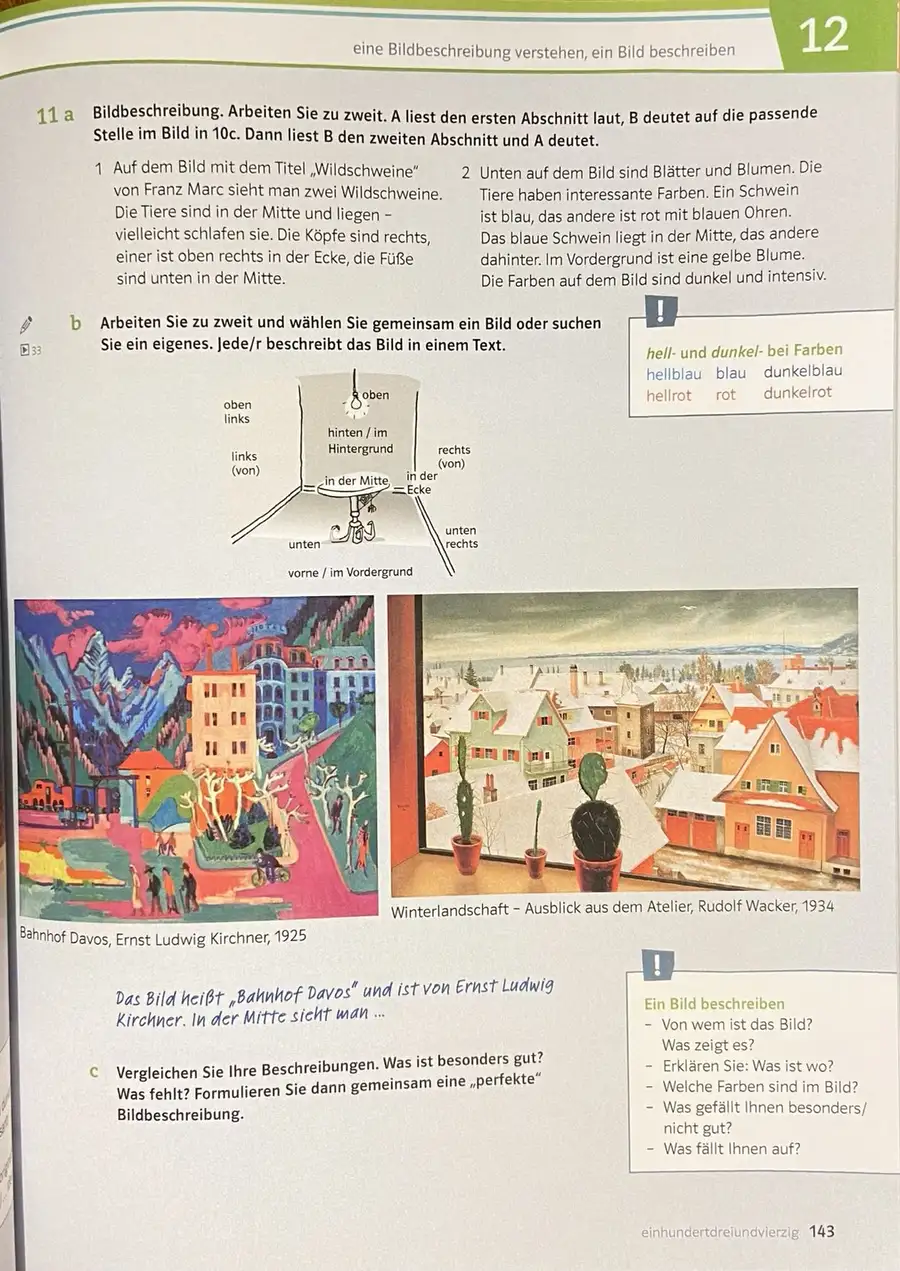 eine Bildbeschreibung verstehen, ein Bild beschreiben
12
11 a Bildbeschreibung. Arbeiten Sie zu zweit. A liest den ersten Abschnitt laut, B deutet auf die passende
Stelle im Bild in 10c. Dann liest B den zweiten Abschnitt und A deutet.
1 Auf dem Bild mit dem Titel „Wildschweine“
von Franz Marc sieht man zwei Wildschweine.
Die Tiere sind in der Mitte und liegen –
vielleicht schlafen sie. Die Köpfe sind rechts,
einer ist oben rechts in der Ecke, die Füße
sind unten in der Mitte.
2 Unten auf dem Bild sind Blätter und Blumen. Die
Tiere haben interessante Farben. Ein Schwein
ist blau, das andere ist rot mit blauen Ohren.
Das blaue Schwein liegt in der Mitte, das andere
dahinter. Im Vordergrund ist eine gelbe Blume.
Die Farben auf dem Bild sind dunkel und intensiv.
33
b Arbeiten Sie zu zweit und wählen Sie gemeinsam ein Bild oder suchen
Sie ein eigenes. Jede/r beschreibt das Bild in einem Text.
!
hell- und dunkel- bei Farben
hellblau blau dunkelblau
hellrot rot dunkelrot
oben
links
oben
hinten / im
Hintergrund
links
(von)
rechts
(von)
in der Mitte
in der
Ecke
unten
unten
rechts
vorne / im Vordergrund
HOTEL
Bahnhof Davos, Ernst Ludwig Kirchner, 1925
Winterlandschaft – Ausblick aus dem Atelier, Rudolf Wacker, 1934
Das Bild heißt „Bahnhof Davos“ und ist von Ernst Ludwig
Kirchner. In der Mitte sieht man ...
c Vergleichen Sie Ihre Beschreibungen. Was ist besonders gut?
Was fehlt? Formulieren Sie dann gemeinsam eine „perfekte“
Bildbeschreibung.
!
Ein Bild beschreiben
– Von wem ist das Bild?
Was zeigt es?
– Erklären Sie: Was ist wo?
– Welche Farben sind im Bild?
– Was gefällt Ihnen besonders/
nicht gut?
– Was fällt Ihnen auf?
einhundertdreiundvierzig 143